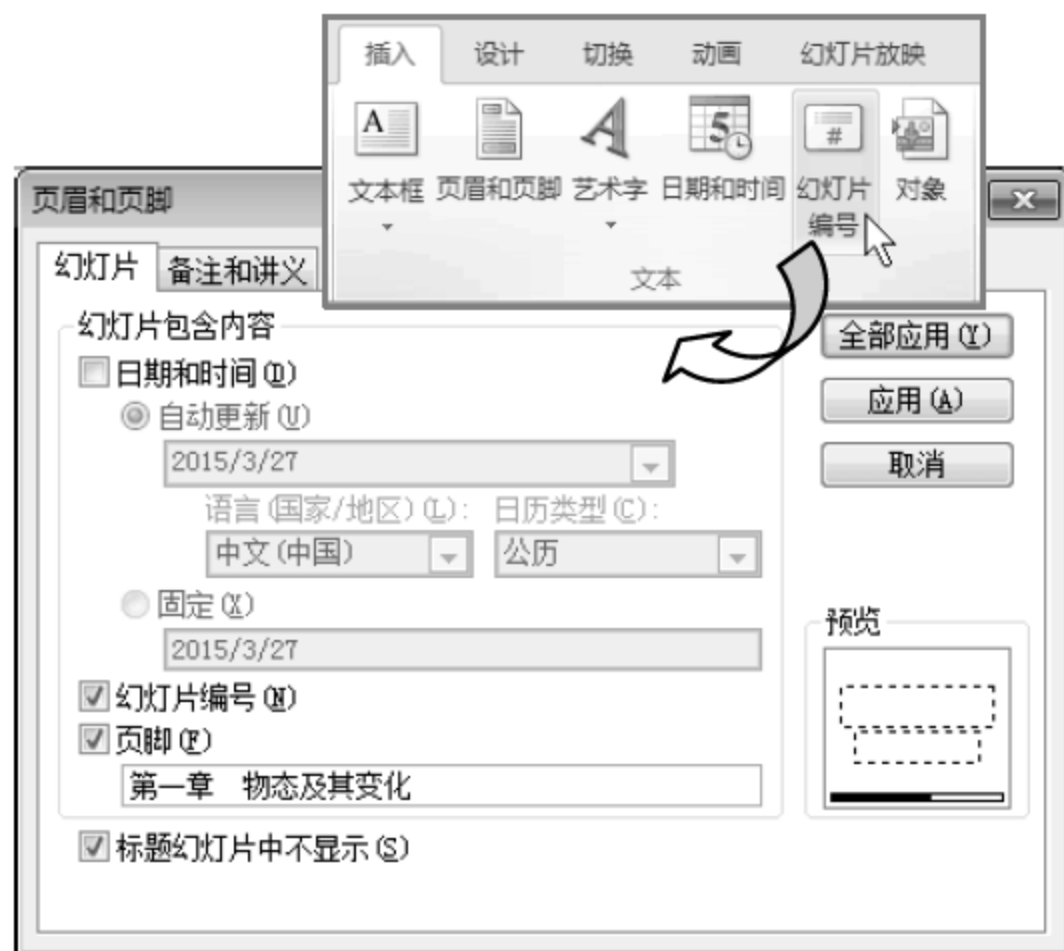 插入 设计 切换 动画 幻灯片放映
A 5 #
文本框 页眉和页脚 艺术字 日期和时间 幻灯片编号 对象
文本
页眉和页脚
幻灯片 备注和讲义
幻灯片包含内容
日期和时间(D)
自动更新(U)
2015/3/27
语言(国家/地区)(L): 日历类型(C):
中文(中国) 公历
固定(X)
2015/3/27
幻灯片编号(N)
页脚(F)
第一章 物态及其变化
标题幻灯片中不显示(S)
全部应用(Y)
应用(A)
取消
预览